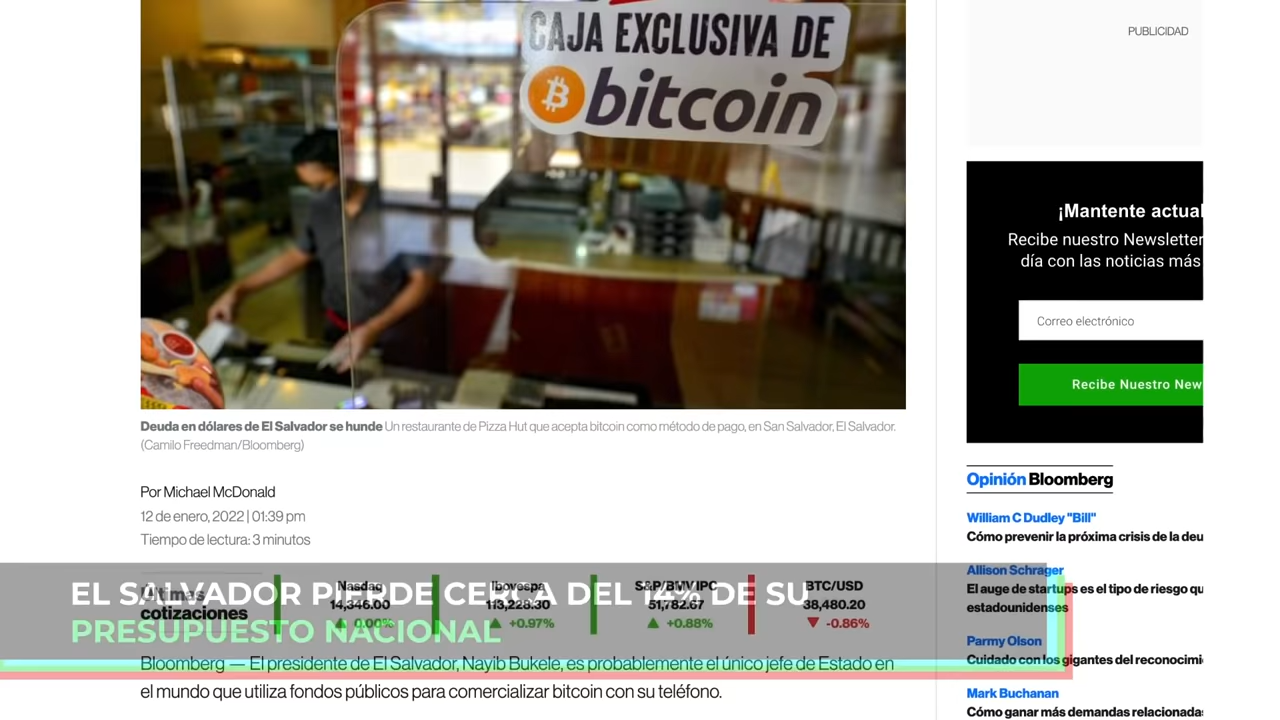 CAJA EXCLUSIVA DE
bitcoin
PUBLICIDAD
¡Mantente actual
Recibe nuestro Newsletter
día con las noticias más
Correo electrónico
Recibe Nuestro New
Deuda en dólares de El Salvador se hunde Un restaurante de Pizza Hut que acepta bitcoin como método de pago, en San Salvador, El Salvador.
(Camilo Freedman/Bloomberg)
Por Michael McDonald
12 de enero, 2022 | 01:39 pm
Tiempo de lectura: 3 minutos
EL SALVADOR PIERDE CERCA DEL 14% DE SU
PRESUPUESTO NACIONAL
Últimas
cotizaciones
Nasdaq
14,346.00
0.00%
Ibovespa
113,228.30
+0.97%
S&P/BMV IPC
51,782.67
+0.88%
BTC/USD
38,480.20
-0.86%
Bloomberg — El presidente de El Salvador, Nayib Bukele, es probablemente el único jefe de Estado en
el mundo que utiliza fondos públicos para comercializar bitcoin con su teléfono.
Opinión Bloomberg
William C Dudley "Bill"
Cómo prevenir la próxima crisis de la deu
Allison Schrager
El auge de startups es el tipo de riesgo qu
estadounidenses
Parmy Olson
Cuidado con los gigantes del reconocimi
Mark Buchanan
Cómo ganar más demandas relacionadas